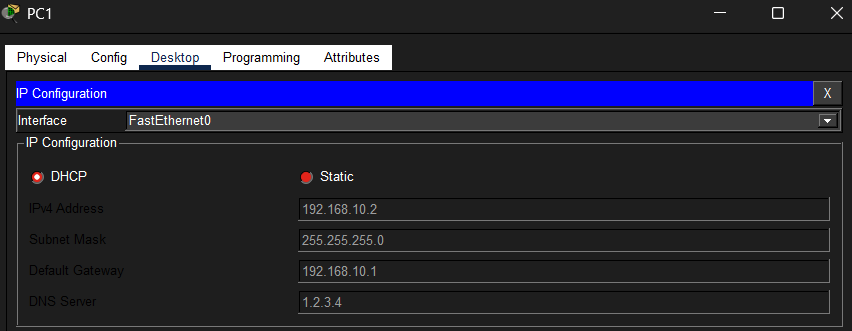 PC1
Physical Config Desktop Programming Attributes
IP Configuration X
Interface FastEthernet0
IP Configuration
DHCP Static
IPv4 Address 192.168.10.2
Subnet Mask 255.255.255.0
Default Gateway 192.168.10.1
DNS Server 1.2.3.4